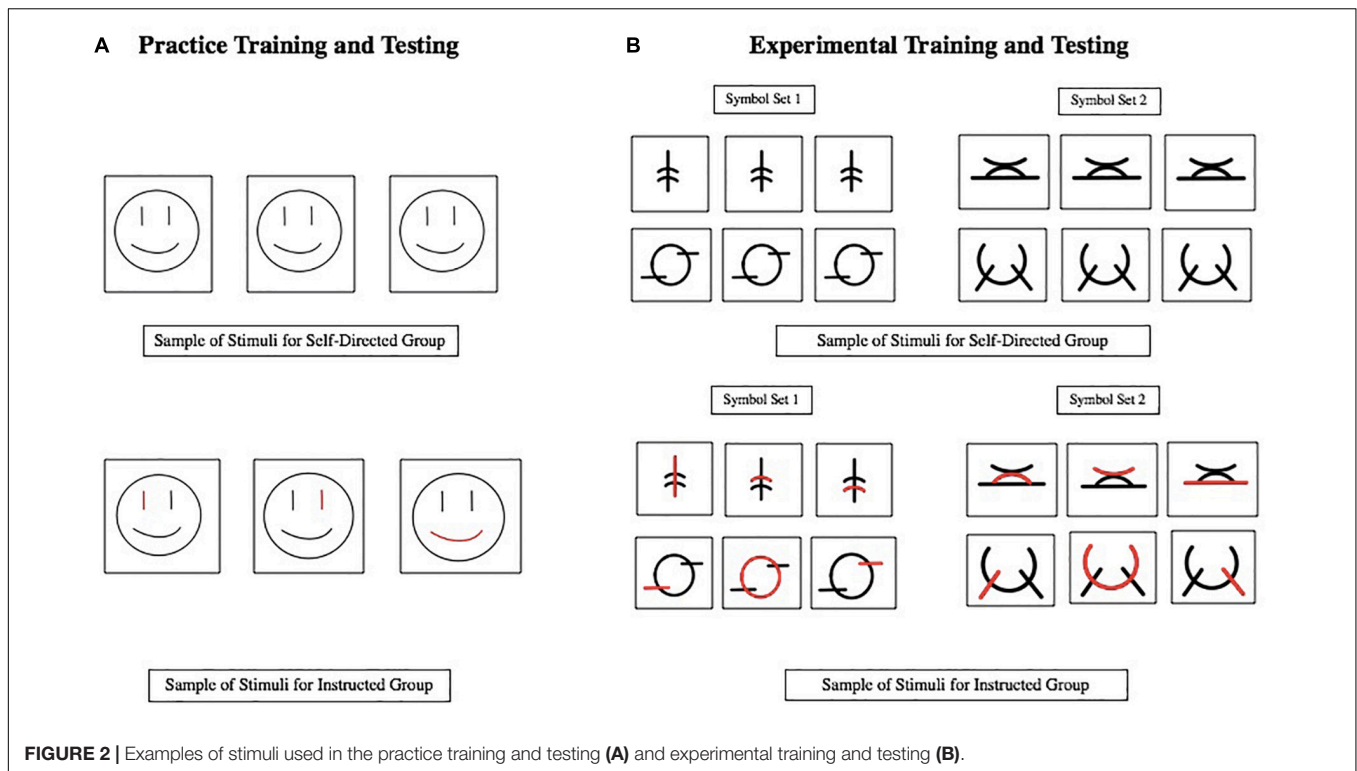 A Practice Training and Testing
B Experimental Training and Testing
Symbol Set 1
Symbol Set 2
Sample of Stimuli for Self-Directed Group
Sample of Stimuli for Self-Directed Group
Symbol Set 1
Symbol Set 2
Sample of Stimuli for Instructed Group
Sample of Stimuli for Instructed Group
FIGURE 2 | Examples of stimuli used in the practice training and testing (A) and experimental training and testing (B).